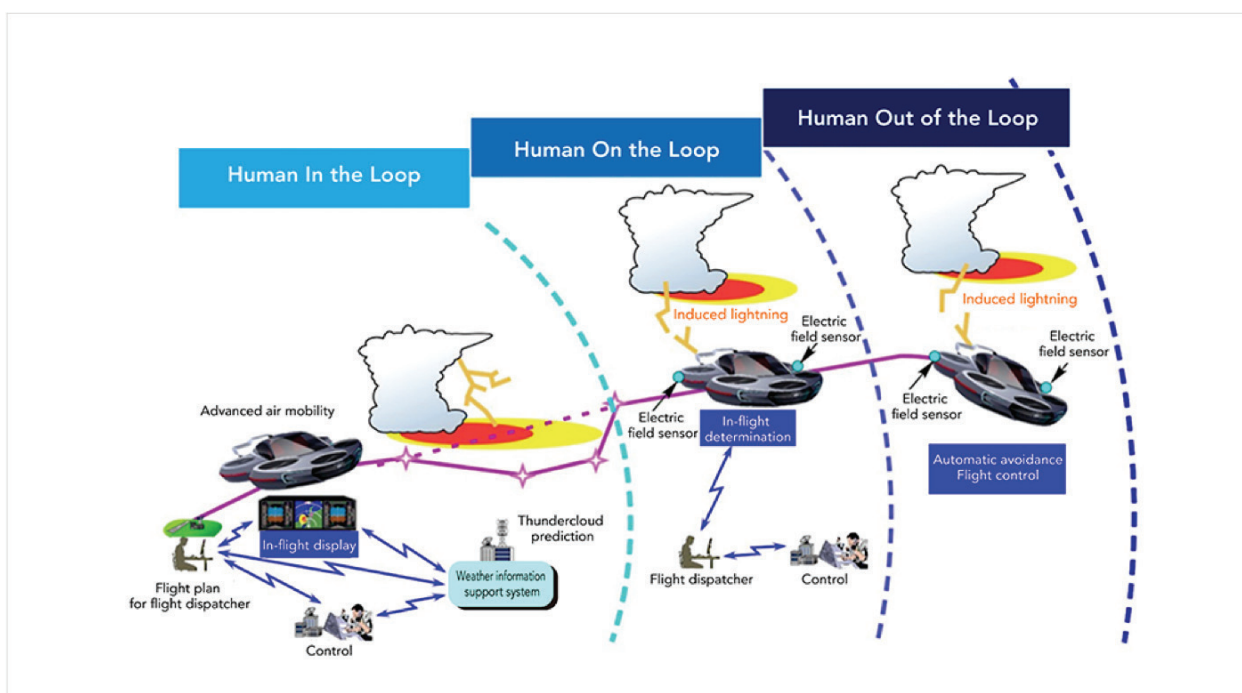 Human In the Loop
Human On the Loop
Human Out of the Loop
Advanced air mobility
In-flight display
Flight plan
for flight dispatcher
Control
Thundercloud
prediction
Weather information
support system
Induced lightning
Electric
field sensor
Electric
field sensor
In-flight
determination
Flight dispatcher
Control
Induced lightning
Electric
field sensor
Electric
field sensor
Automatic avoidance
Flight control